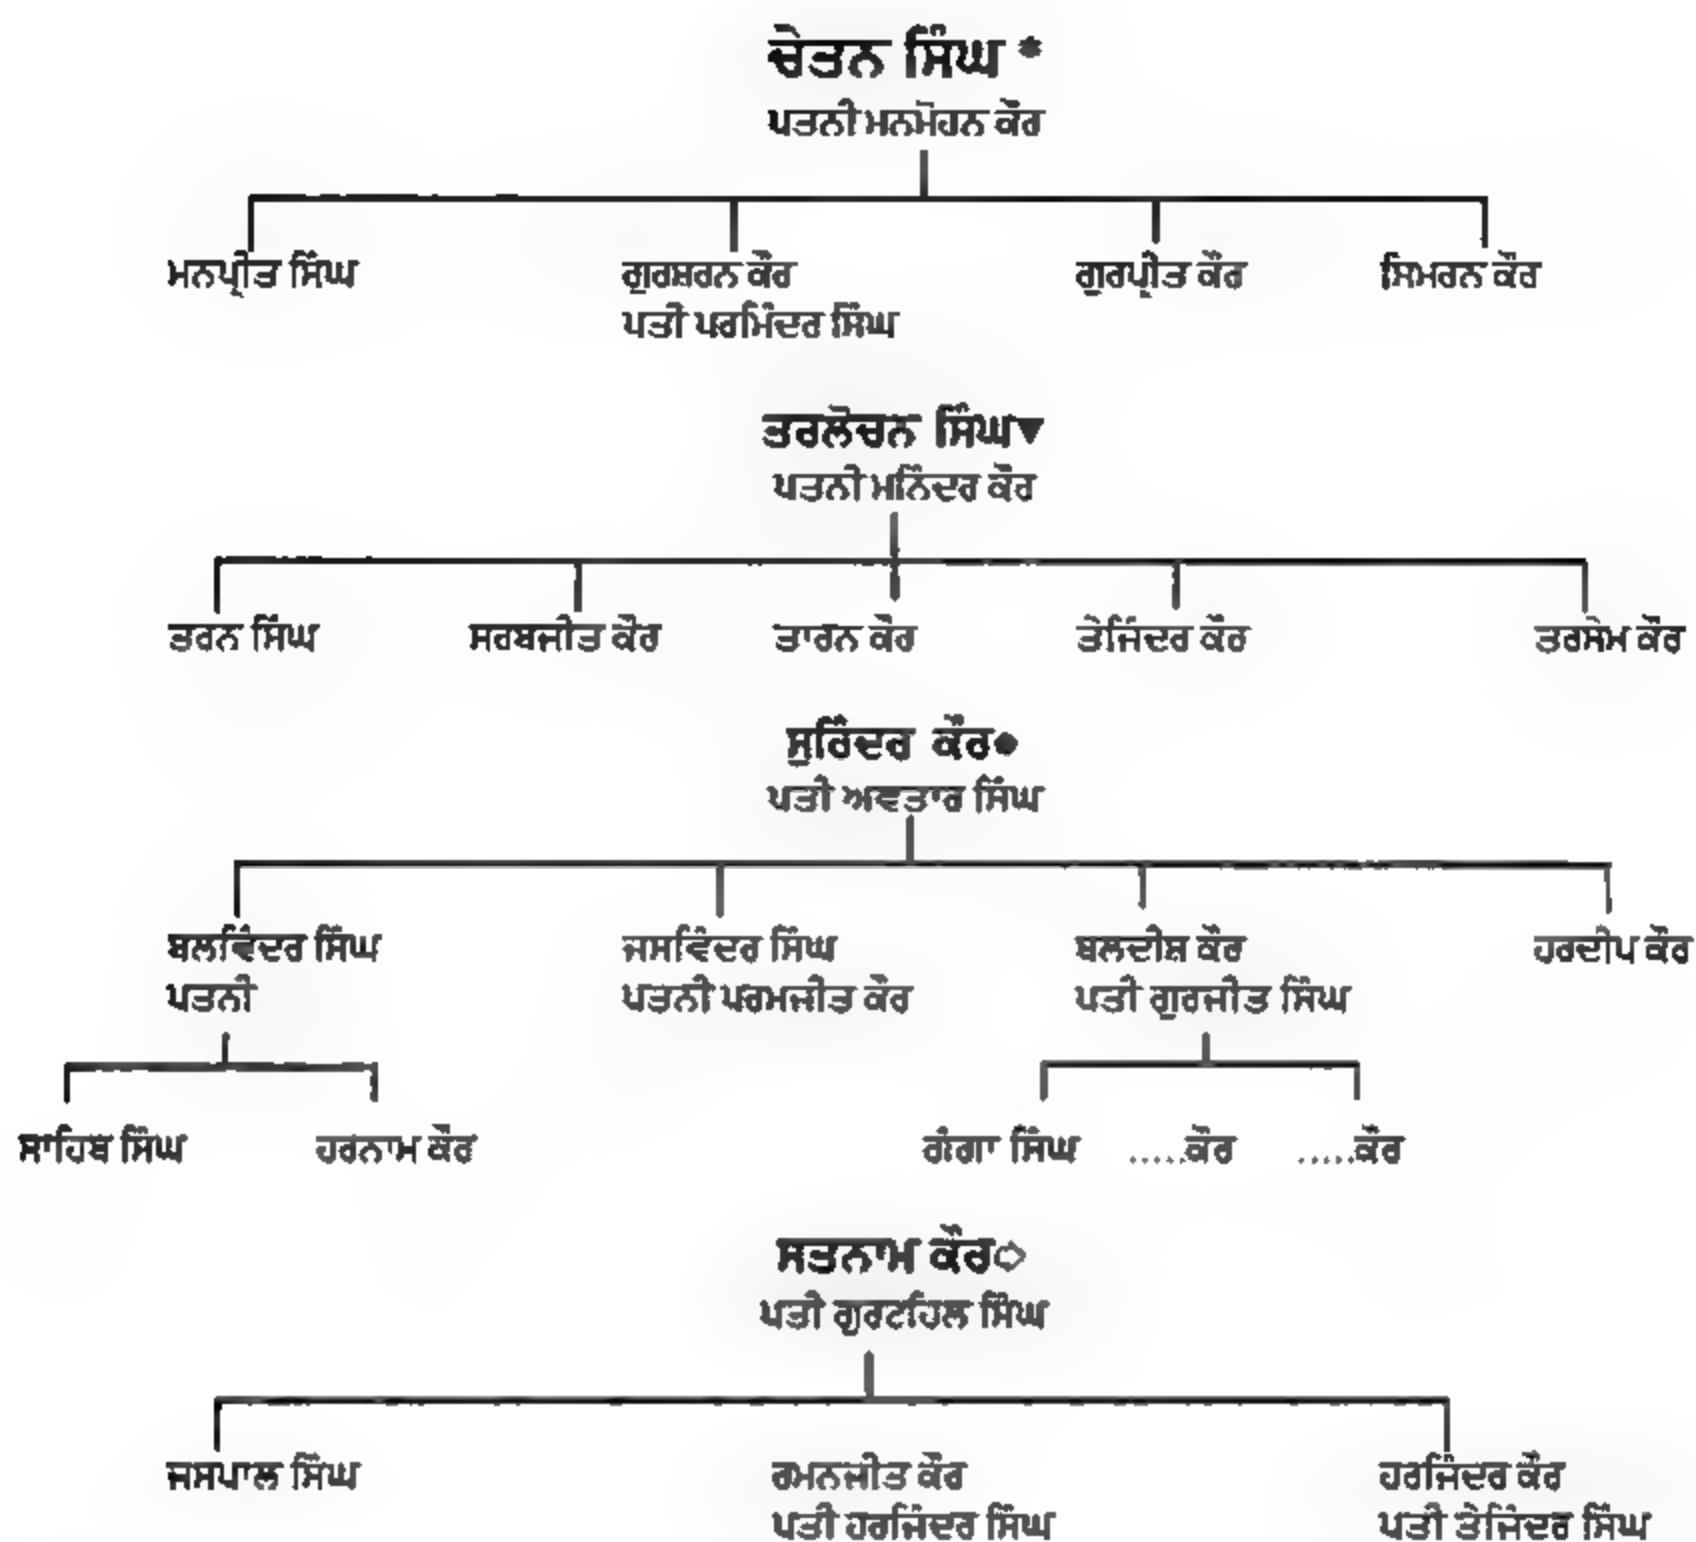 ਚੇਤਨ ਸਿੰਘ *
ਪਤਨੀ ਮਨਮੋਹਨ ਕੌਰ
ਮਨਪ੍ਰੀਤ ਸਿੰਘ ਗੁਰਸ਼ਰਨ ਕੌਰ ਗੁਰਪ੍ਰੀਤ ਕੌਰ ਸਿਮਰਨ ਕੌਰ
ਪਤੀ ਪਰਮਿੰਦਰ ਸਿੰਘ
ਤਰਲੋਚਨ ਸਿੰਘ▼
ਪਤਨੀ ਮਨਿੰਦਰ ਕੌਰ
ਤਰਨ ਸਿੰਘ ਸਰਬਜੀਤ ਕੌਰ ਤਾਰਨ ਕੌਰ ਤੇਜਿੰਦਰ ਕੌਰ ਤਰਸੇਮ ਕੌਰ
ਸੁਰਿੰਦਰ ਕੌਰ●
ਪਤੀ ਅਵਤਾਰ ਸਿੰਘ
ਬਲਵਿੰਦਰ ਸਿੰਘ ਜਸਵਿੰਦਰ ਸਿੰਘ ਬਲਦੀਸ਼ ਕੌਰ ਹਰਦੀਪ ਕੌਰ
ਪਤਨੀ ਪਤਨੀ ਪਰਮਜੀਤ ਕੌਰ ਪਤੀ ਗੁਰਜੀਤ ਸਿੰਘ
ਸਾਹਿਬ ਸਿੰਘ ਹਰਨਾਮ ਕੌਰ ਗੰਗਾ ਸਿੰਘ .....ਕੌਰ .....ਕੌਰ
ਸਤਨਾਮ ਕੌਰ◇
ਪਤੀ ਗੁਰਟਹਿਲ ਸਿੰਘ
ਜਸਪਾਲ ਸਿੰਘ ਰਮਨਜੀਤ ਕੌਰ ਹਰਜਿੰਦਰ ਕੌਰ
ਪਤੀ ਹਰਜਿੰਦਰ ਸਿੰਘ ਪਤੀ ਤੇਜਿੰਦਰ ਸਿੰਘ